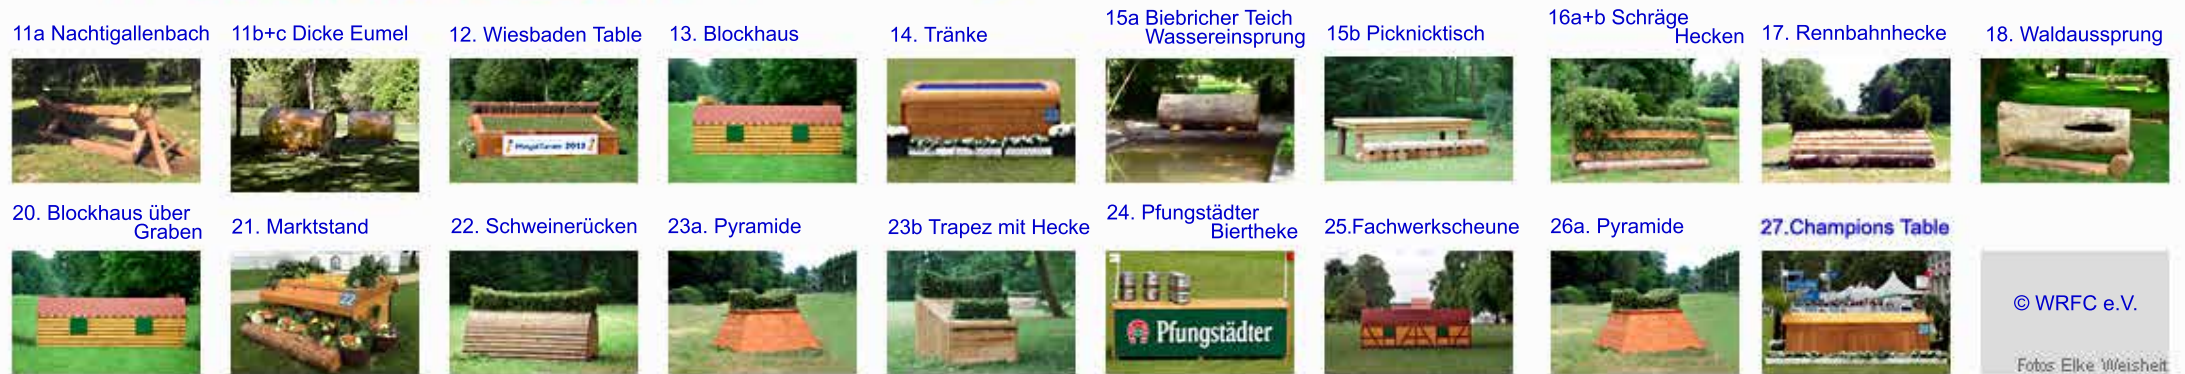 11a Nachtigallenbach
11b+c Dicke Eumel
12. Wiesbaden Table
13. Blockhaus
14. Tränke
15a Biebricher Teich
Wassereinsprung
15b Picknicktisch
16a+b Schräge
Hecken
17. Rennbahnhecke
18. Waldaussprung
20. Blockhaus über
Graben
21. Marktstand
22. Schweinerücken
23a. Pyramide
23b Trapez mit Hecke
24. Pfungstädter
Biertheke
25.Fachwerkscheune
26a. Pyramide
27.Champions Table
22
Pfungstädter
© WRFC e.V.
Fotos Elke Weisheit